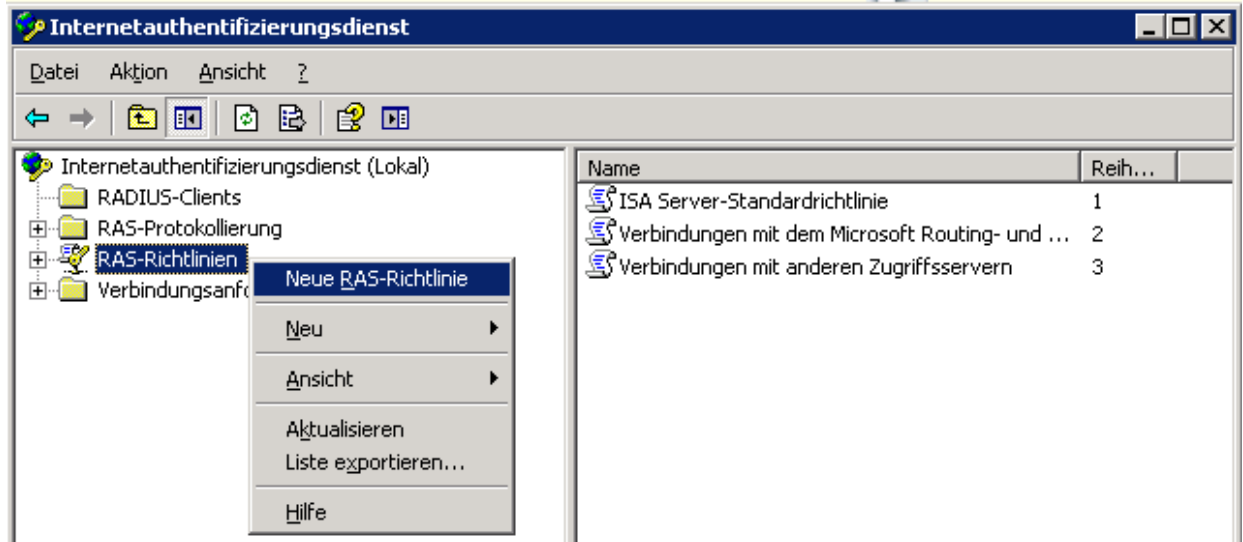 Internetauthentifizierungsdienst
Datei Aktion Ansicht ?
Internetauthentifizierungsdienst (Lokal)
RADIUS-Clients
RAS-Protokollierung
RAS-Richtlinien
Verbindungsanfo
Neue RAS-Richtlinie
Neu
Ansicht
Aktualisieren
Liste exportieren...
Hilfe
Name Reih...
ISA Server-Standardrichtlinie 1
Verbindungen mit dem Microsoft Routing- und ... 2
Verbindungen mit anderen Zugriffsservern 3